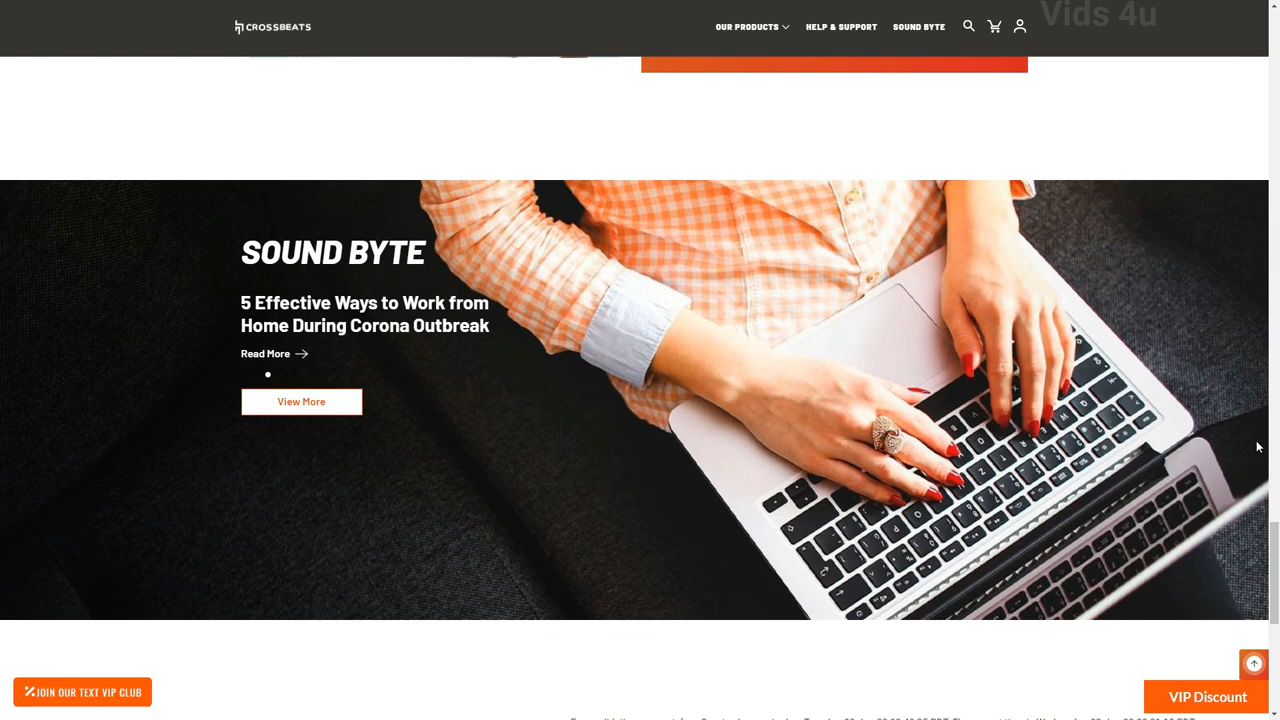 Vids 4u
CROSSBEATS
OUR PRODUCTS
HELP & SUPPORT
SOUND BYTE
SOUND BYTE
5 Effective Ways to Work from
Home During Corona Outbreak
Read More
View More
JOIN OUR TEXT VIP CLUB
VIP Discount